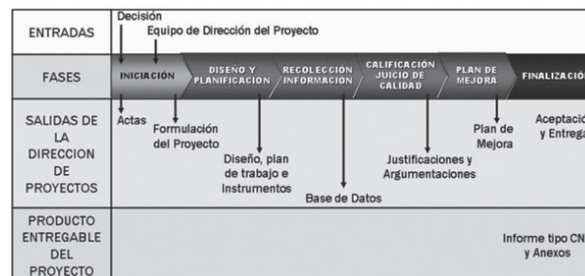 Decisión
ENTRADAS
Equipo de Dirección del Proyecto
FASES
INICIACIÓN
DISEÑO Y
PLANIFICACIÓN
RECOLECCIÓN
INFORMACIÓN
CALIFICACIÓN
JUICIO DE
CALIDAD
PLAN DE
MEJORA
FINALIZACIÓN
SALIDAS DE
LA
DIRECCION
DE
PROYECTOS
Actas
Formulación
del Proyecto
Diseño, plan
de trabajo e
Instrumentos
Base de Datos
Justificaciones y
Argumentaciones
Plan de
Mejora
Aceptació
y Entrega
PRODUCTO
ENTREGABLE
DEL
PROYECTO
Informe tipo CN
y Anexos